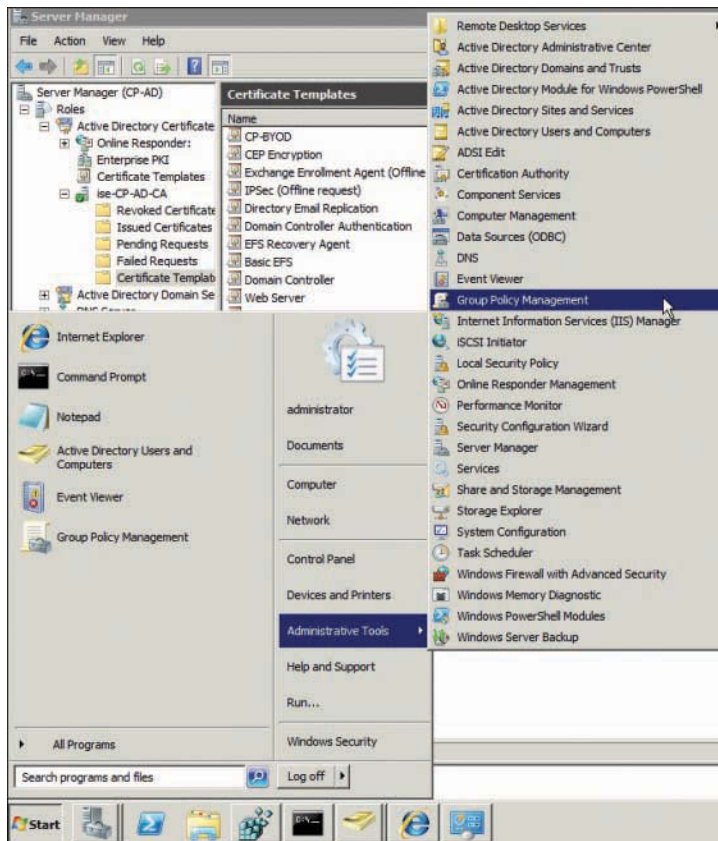 Server Manager
File Action View Help
Server Manager (CP-AD)
Roles
Active Directory Certificate
Online Responder:
Enterprise PKI
Certificate Templates
ise-CP-AD-CA
Revoked Certificate
Issued Certificates
Pending Requests
Failed Requests
Certificate Templat
Active Directory Domain Se
Certificate Templates
Name
CP-BYOD
CEP Encryption
Exchange Enrolment Agent (Offline
IPSec (Offline request)
Directory Email Replication
Domain Controller Authentication
EFS Recovery Agent
Basic EFS
Domain Controller
Web Server
Internet Explorer
Command Prompt
Notepad
Active Directory Users and
Computers
Event Viewer
Group Policy Management
All Programs
Search programs and files
administrator
Documents
Computer
Network
Control Panel
Devices and Printers
Administrative Tools
Help and Support
Run...
Windows Security
Log off
Remote Desktop Services
Active Directory Administrative Center
Active Directory Domains and Trusts
Active Directory Module for Windows PowerShell
Active Directory Sites and Services
Active Directory Users and Computers
ADSI Edit
Certification Authority
Component Services
Computer Management
Data Sources (ODBC)
DNS
Event Viewer
Group Policy Management
Internet Information Services (IIS) Manager
iSCSI Initiator
Local Security Policy
Online Responder Management
Performance Monitor
Security Configuration Wizard
Server Manager
Services
Share and Storage Management
Storage Explorer
System Configuration
Task Scheduler
Windows Firewall with Advanced Security
Windows Memory Diagnostic
Windows PowerShell Modules
Windows Server Backup
Start